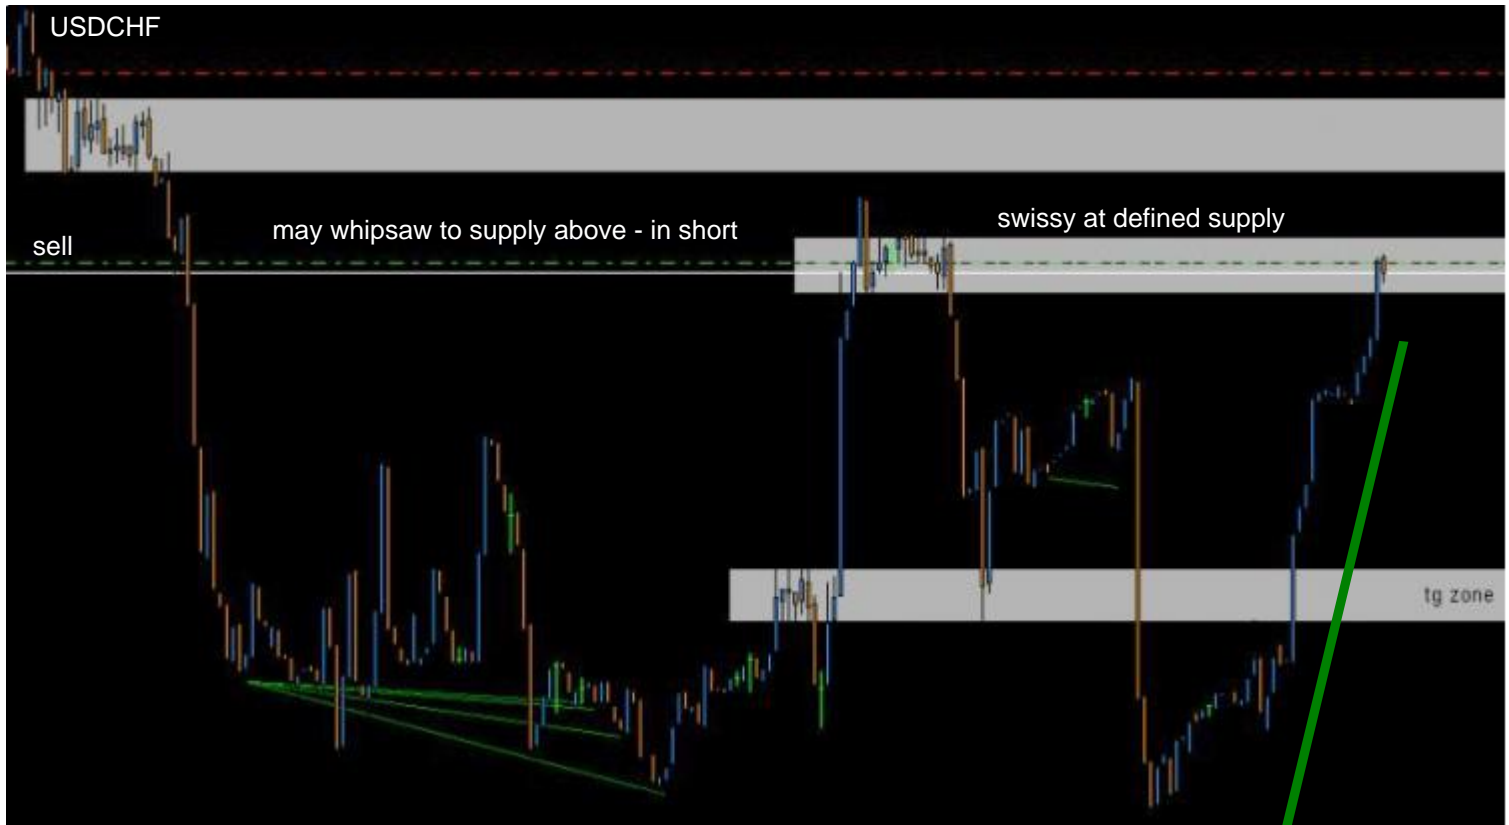 USDCHF
may whipsaw to supply above - in short
swissy at defined supply
sell
tg zone